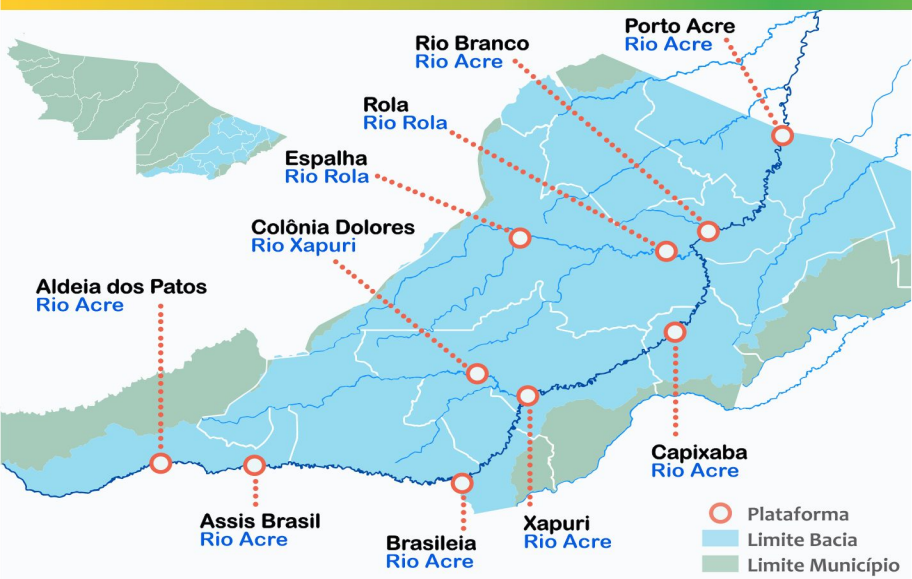 Porto Acre
Rio Acre
Rio Branco
Rio Acre
Rola
Rio Rola
Espalha
Rio Rola
Colônia Dolores
Rio Xapuri
Aldeia dos Patos
Rio Acre
Capixaba
Rio Acre
Assis Brasil
Rio Acre
Brasileia
Rio Acre
Xapuri
Rio Acre
Plataforma
Limite Bacia
Limite Município